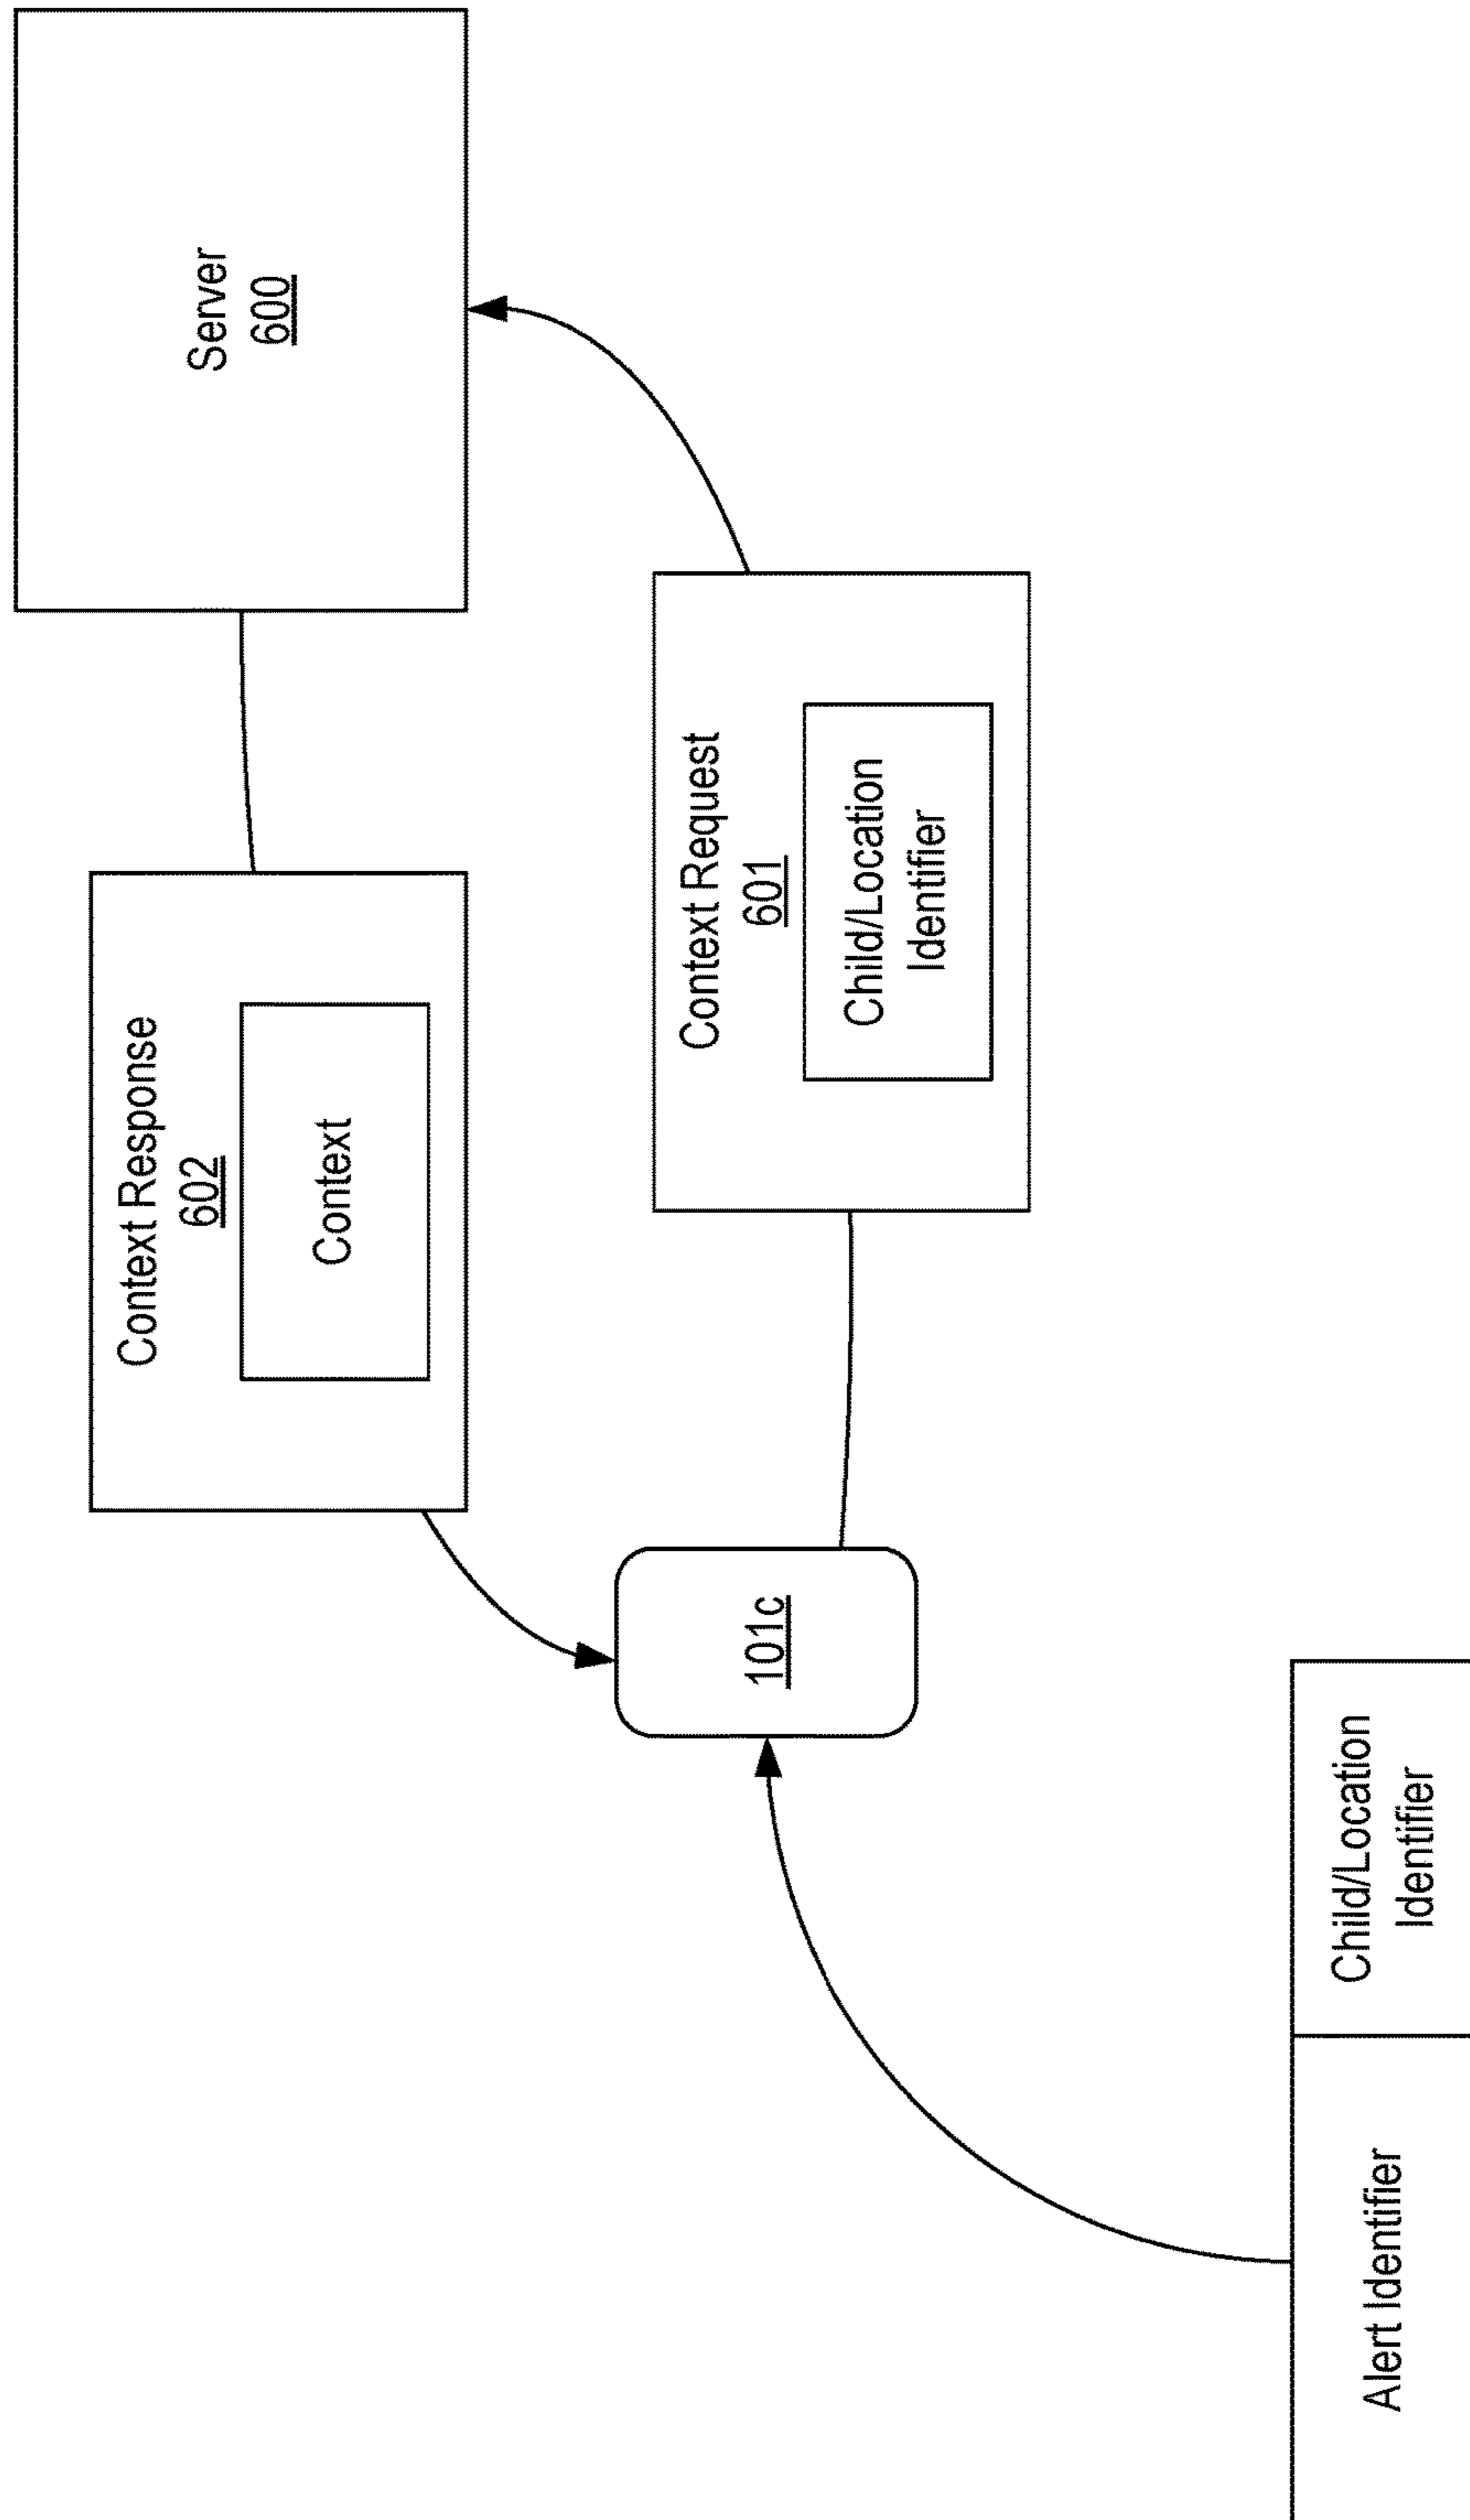 Server
600
Context Response
602
Context
Context Request
601
Child/Location
Identifier
101c
Alert Identifier
Child/Location
Identifier